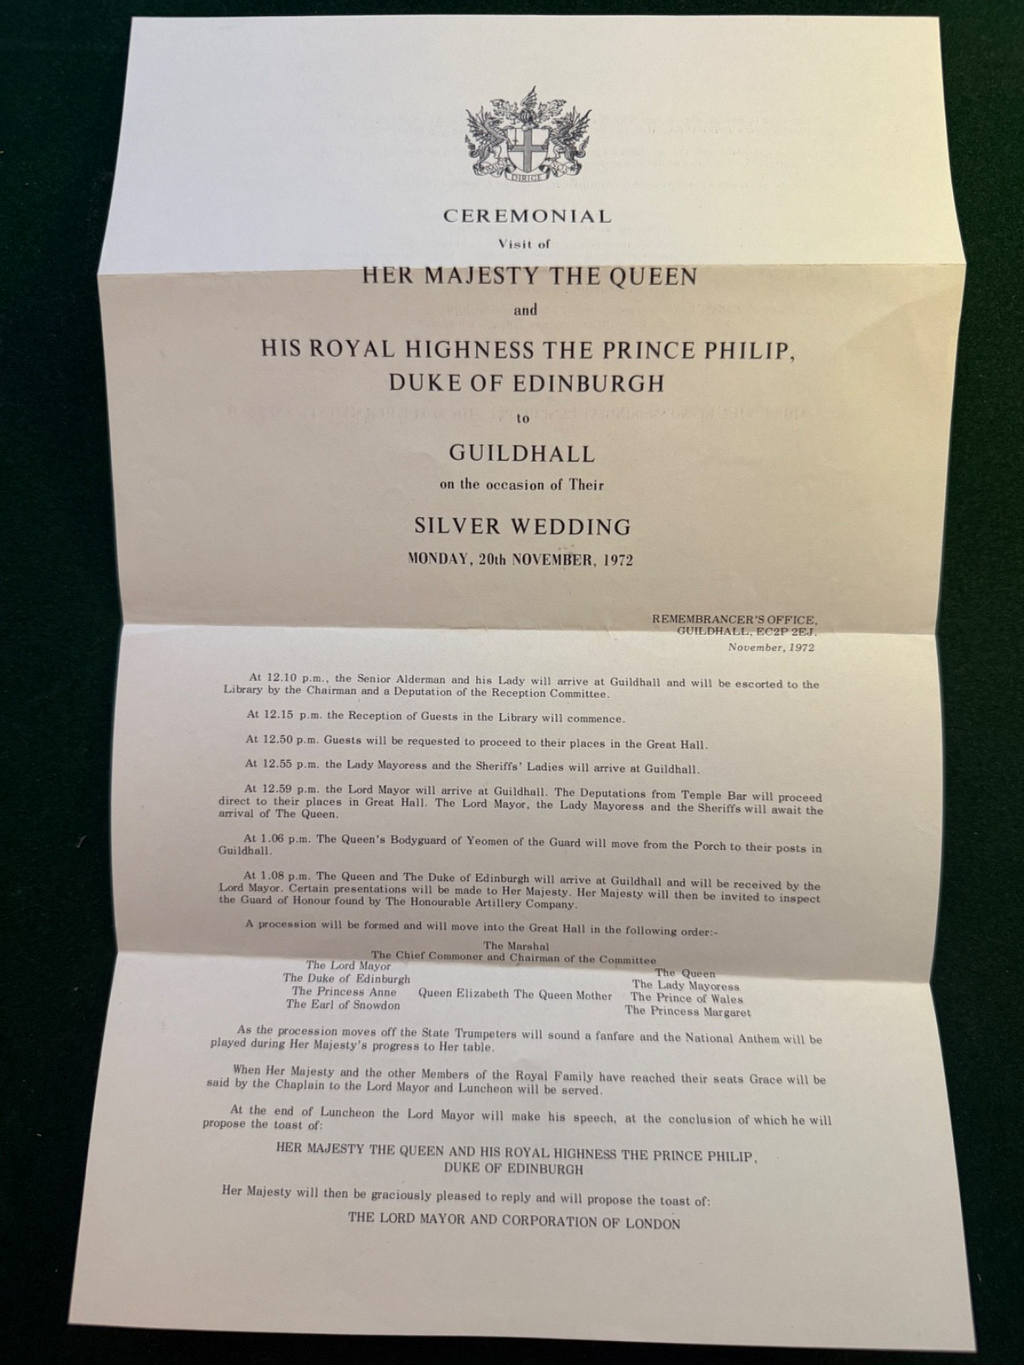 DIRIGE
CEREMONIAL
Visit of
HER MAJESTY THE QUEEN
and
HIS ROYAL HIGHNESS THE PRINCE PHILIP,
DUKE OF EDINBURGH
to
GUILDHALL
on the occasion of Their
SILVER WEDDING
MONDAY, 20th NOVEMBER, 1972
REMEMBRANCER'S OFFICE,
GUILDHALL, EC2P 2EJ.
November, 1972
At 12.10 p.m., the Senior Alderman and his Lady will arrive at Guildhall and will be escorted to the
Library by the Chairman and a Deputation of the Reception Committee.
At 12.15 p.m. the Reception of Guests in the Library will commence.
At 12.50 p.m. Guests will be requested to proceed to their places in the Great Hall.
At 12.55 p.m. the Lady Mayoress and the Sheriffs' Ladies will arrive at Guildhall.
At 12.59 p.m. the Lord Mayor will arrive at Guildhall. The Deputations from Temple Bar will proceed
direct to their places in Great Hall. The Lord Mayor, the Lady Mayoress and the Sheriffs will await the
arrival of The Queen.
At 1.06 p.m. The Queen's Bodyguard of Yeomen of the Guard will move from the Porch to their posts in
Guildhall.
At 1.08 p.m. The Queen and The Duke of Edinburgh will arrive at Guildhall and will be received by the
Lord Mayor. Certain presentations will be made to Her Majesty. Her Majesty will then be invited to inspect
the Guard of Honour found by The Honourable Artillery Company.
A procession will be formed and will move into the Great Hall in the following order:-
The Marshal
The Chief Commoner and Chairman of the Committee
The Lord Mayor The Queen
The Duke of Edinburgh The Lady Mayoress
The Princess Anne Queen Elizabeth The Queen Mother The Prince of Wales
The Earl of Snowdon The Princess Margaret
As the procession moves off the State Trumpeters will sound a fanfare and the National Anthem will be
played during Her Majesty's progress to Her table.
When Her Majesty and the other Members of the Royal Family have reached their seats Grace will be
said by the Chaplain to the Lord Mayor and Luncheon will be served.
At the end of Luncheon the Lord Mayor will make his speech, at the conclusion of which he will
propose the toast of:
HER MAJESTY THE QUEEN AND HIS ROYAL HIGHNESS THE PRINCE PHILIP,
DUKE OF EDINBURGH
Her Majesty will then be graciously pleased to reply and will propose the toast of:
THE LORD MAYOR AND CORPORATION OF LONDON